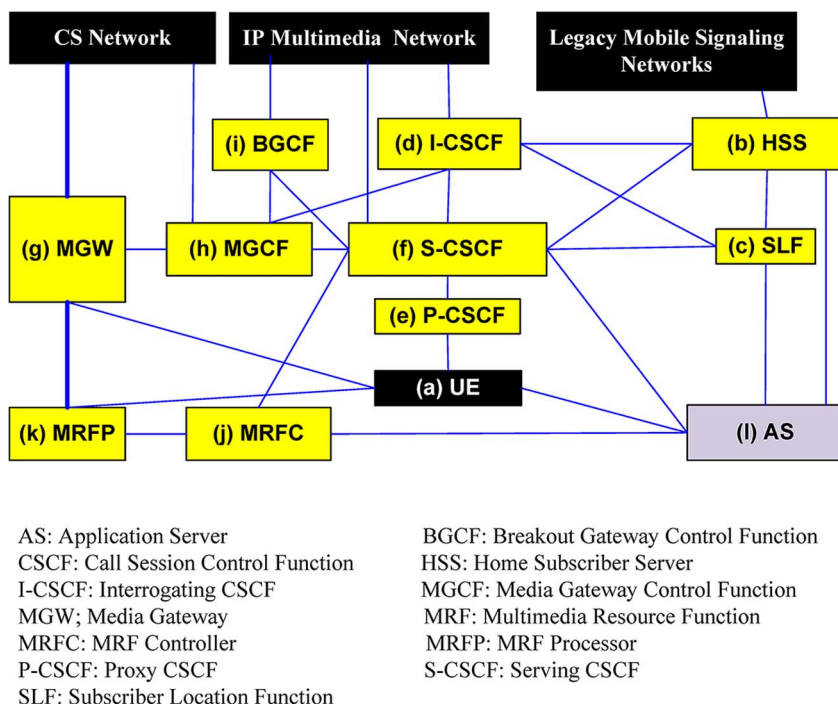 CS Network
IP Multimedia Network
Legacy Mobile Signaling
Networks
(i) BGCF
(d) I-CSCF
(b) HSS
(g) MGW
(h) MGCF
(f) S-CSCF
(c) SLF
(e) P-CSCF
(a) UE
(k) MRFP
(j) MRFC
(l) AS
AS: Application Server
CSCF: Call Session Control Function
I-CSCF: Interrogating CSCF
MGW; Media Gateway
MRFC: MRF Controller
P-CSCF: Proxy CSCF
SLF: Subscriber Location Function
BGCF: Breakout Gateway Control Function
HSS: Home Subscriber Server
MGCF: Media Gateway Control Function
MRF: Multimedia Resource Function
MRFP: MRF Processor
S-CSCF: Serving CSCF